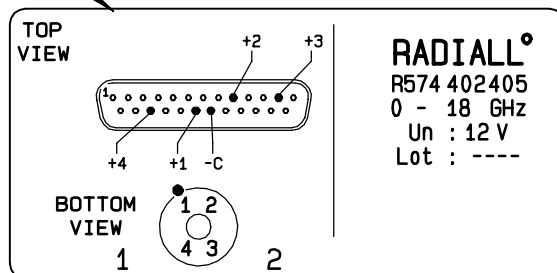 TOP
VIEW
+2
+3
1
+4
+1
-C
BOTTOM
VIEW
1 2
4 3
1
2
RADIALL°
R574 402405
0 - 18 GHz
Un : 12 V
Lot : ----